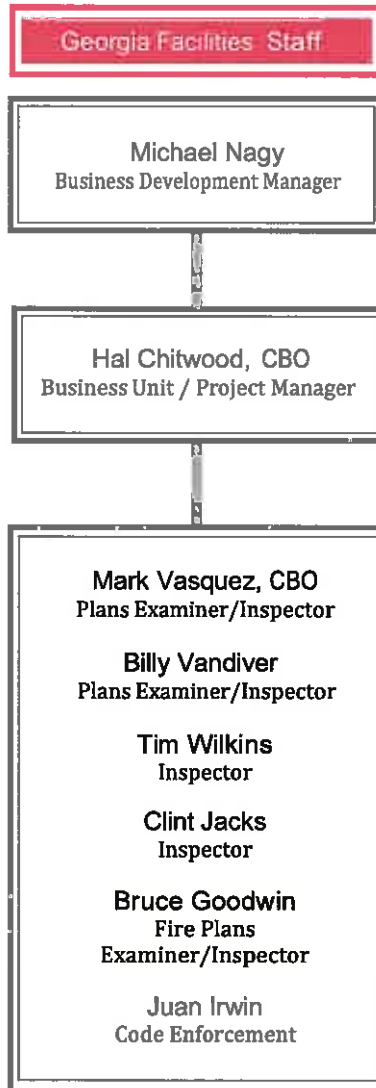 Georgia Facilities Staff
Michael Nagy
Business Development Manager
Hal Chitwood, CBO
Business Unit / Project Manager
Mark Vasquez, CBO
Plans Examiner/Inspector
Billy Vandiver
Plans Examiner/Inspector
Tim Wilkins
Inspector
Clint Jacks
Inspector
Bruce Goodwin
Fire Plans
Examiner/Inspector
Juan Irwin
Code Enforcement